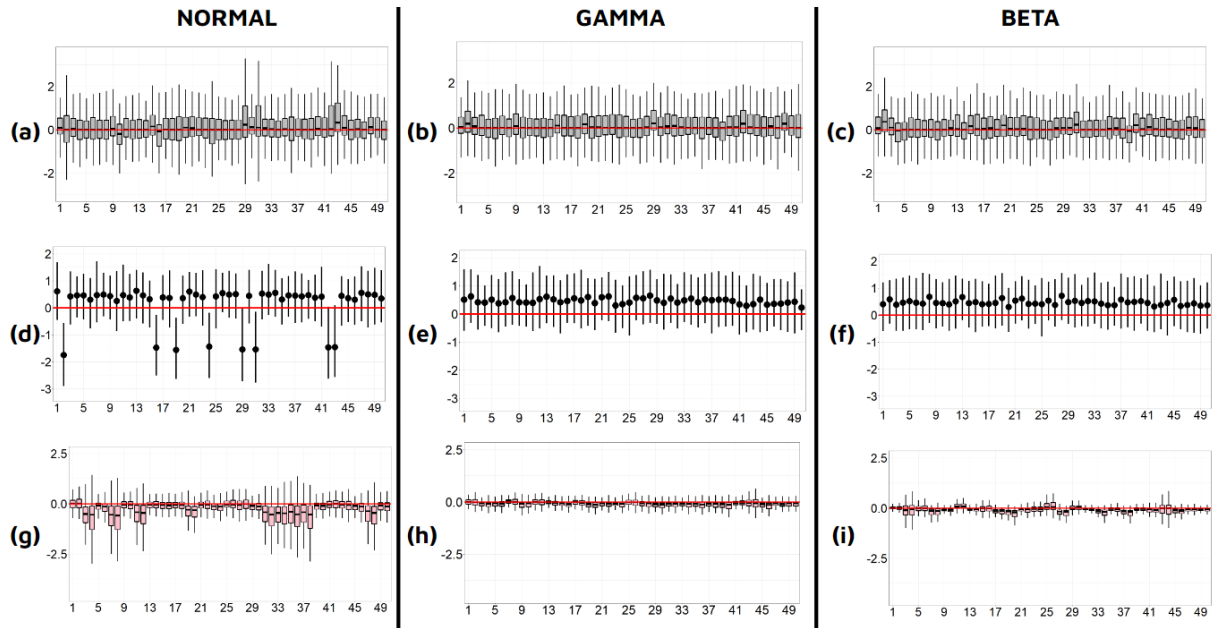 NORMAL GAMMA BETA
(a) 2 0 -2
1 5 9 13 17 21 25 29 33 37 41 45 49
(b) 2 0 -2
1 5 9 13 17 21 25 29 33 37 41 45 49
(c) 2 0 -2
1 5 9 13 17 21 25 29 33 37 41 45 49
(d) 2 1 0 -1 -2 -3
1 5 9 13 17 21 25 29 33 37 41 45 49
(e) 2 1 0 -1 -2 -3
1 5 9 13 17 21 25 29 33 37 41 45 49
(f) 2 1 0 -1 -2 -3
1 5 9 13 17 21 25 29 33 37 41 45 49
(g) 2.5 0.0 -2.5
1 5 9 13 17 21 25 29 33 37 41 45 49
(h) 2.5 0.0 -2.5
1 5 9 13 17 21 25 29 33 37 41 45 49
(i) 2.5 0.0 -2.5
1 5 9 13 17 21 25 29 33 37 41 45 49